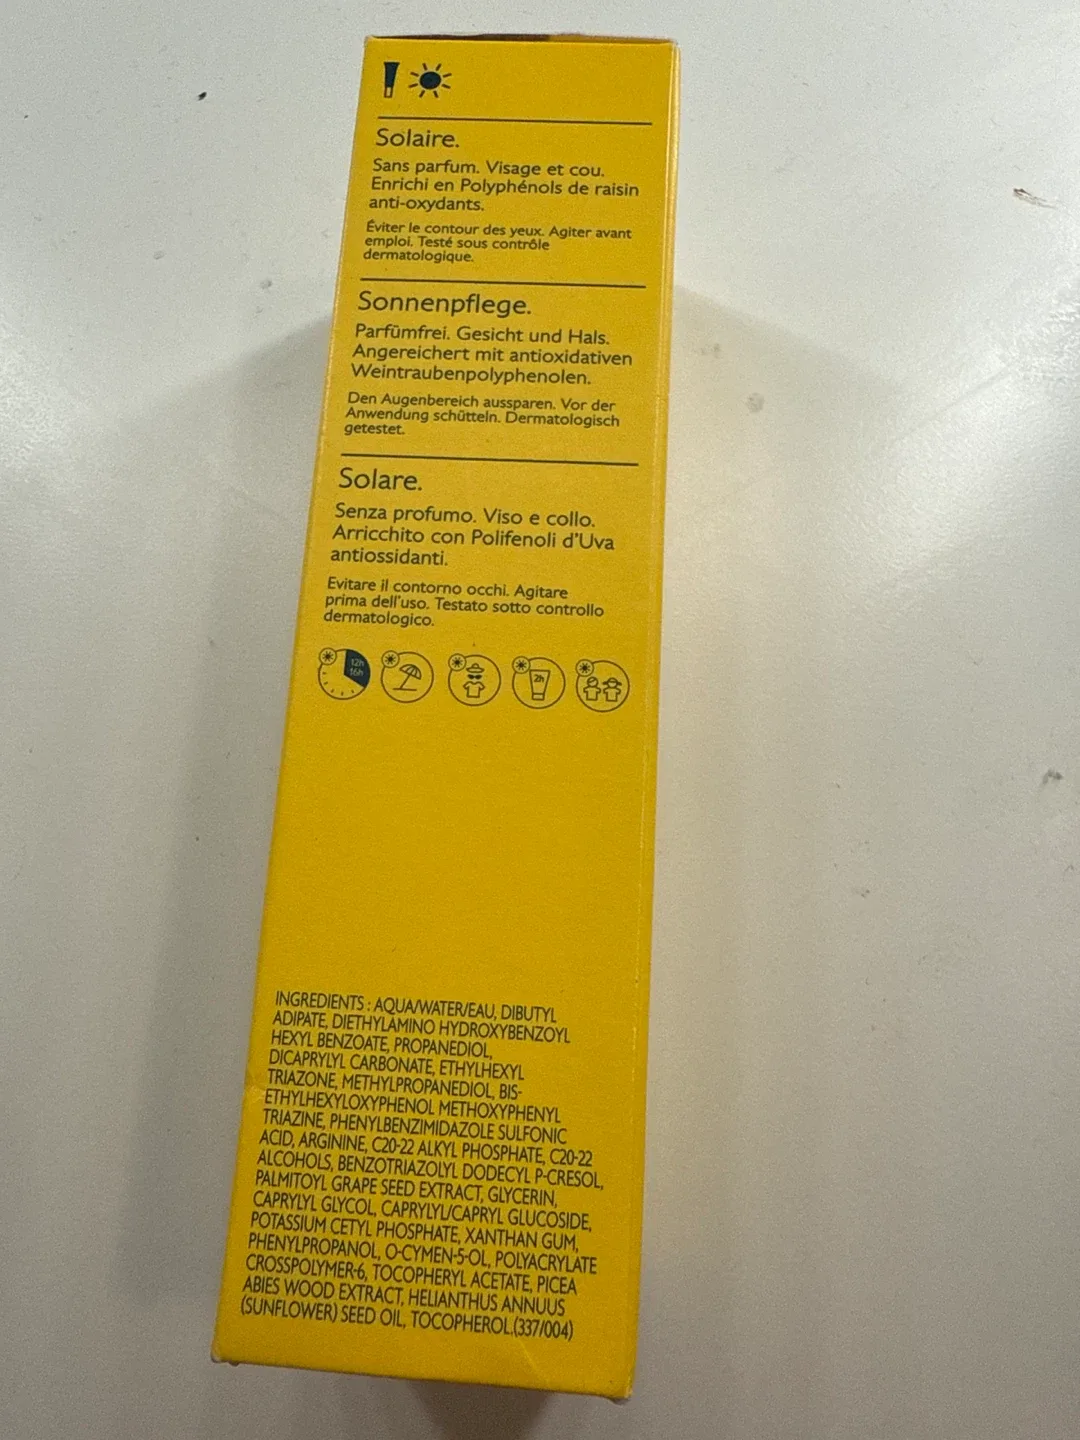 Solaire.
Sans parfum. Visage et cou.
Enrichi en Polyphénols de raisin
anti-oxydants.
Éviter le contour des yeux. Agiter avant
emploi. Testé sous contrôle
dermatologique.
Sonnenpflege.
Parfümfrei. Gesicht und Hals.
Angereichert mit antioxidativen
Weintraubenpolyphenolen.
Den Augenbereich aussparen. Vor der
Anwendung schütteln. Dermatologisch
getestet.
Solare.
Senza profumo. Viso e collo.
Arricchito con Polifenoli d'Uva
antiossidanti.
Evitare il contorno occhi. Agitare
prima dell'uso. Testato sotto controllo
dermatologico.
12h
16h
2h
INGREDIENTS : AQUA/WATER/EAU, DIBUTYL
ADIPATE, DIETHYLAMINO HYDROXYBENZOYL
HEXYL BENZOATE, PROPANEDIOL,
DICAPRYLYL CARBONATE, ETHYLHEXYL
TRIAZONE, METHYLPROPANEDIOL, BIS-
ETHYLHEXYLOXYPHENOL METHOXYPHENYL
TRIAZINE, PHENYLBENZIMIDAZOLE SULFONIC
ACID, ARGININE, C20-22 ALKYL PHOSPHATE, C20-22
ALCOHOLS, BENZOTRIAZOLYL DODECYL P-CRESOL,
PALMITOYL GRAPE SEED EXTRACT, GLYCERIN,
CAPRYLYL GLYCOL, CAPRYLYL/CAPRYL GLUCOSIDE,
POTASSIUM CETYL PHOSPHATE, XANTHAN GUM,
PHENYLPROPANOL, O-CYMEN-5-OL, POLYACRYLATE
CROSSPOLYMER-6, TOCOPHERYL ACETATE, PICEA
ABIES WOOD EXTRACT, HELIANTHUS ANNUUS
(SUNFLOWER) SEED OIL, TOCOPHEROL.(337/004)